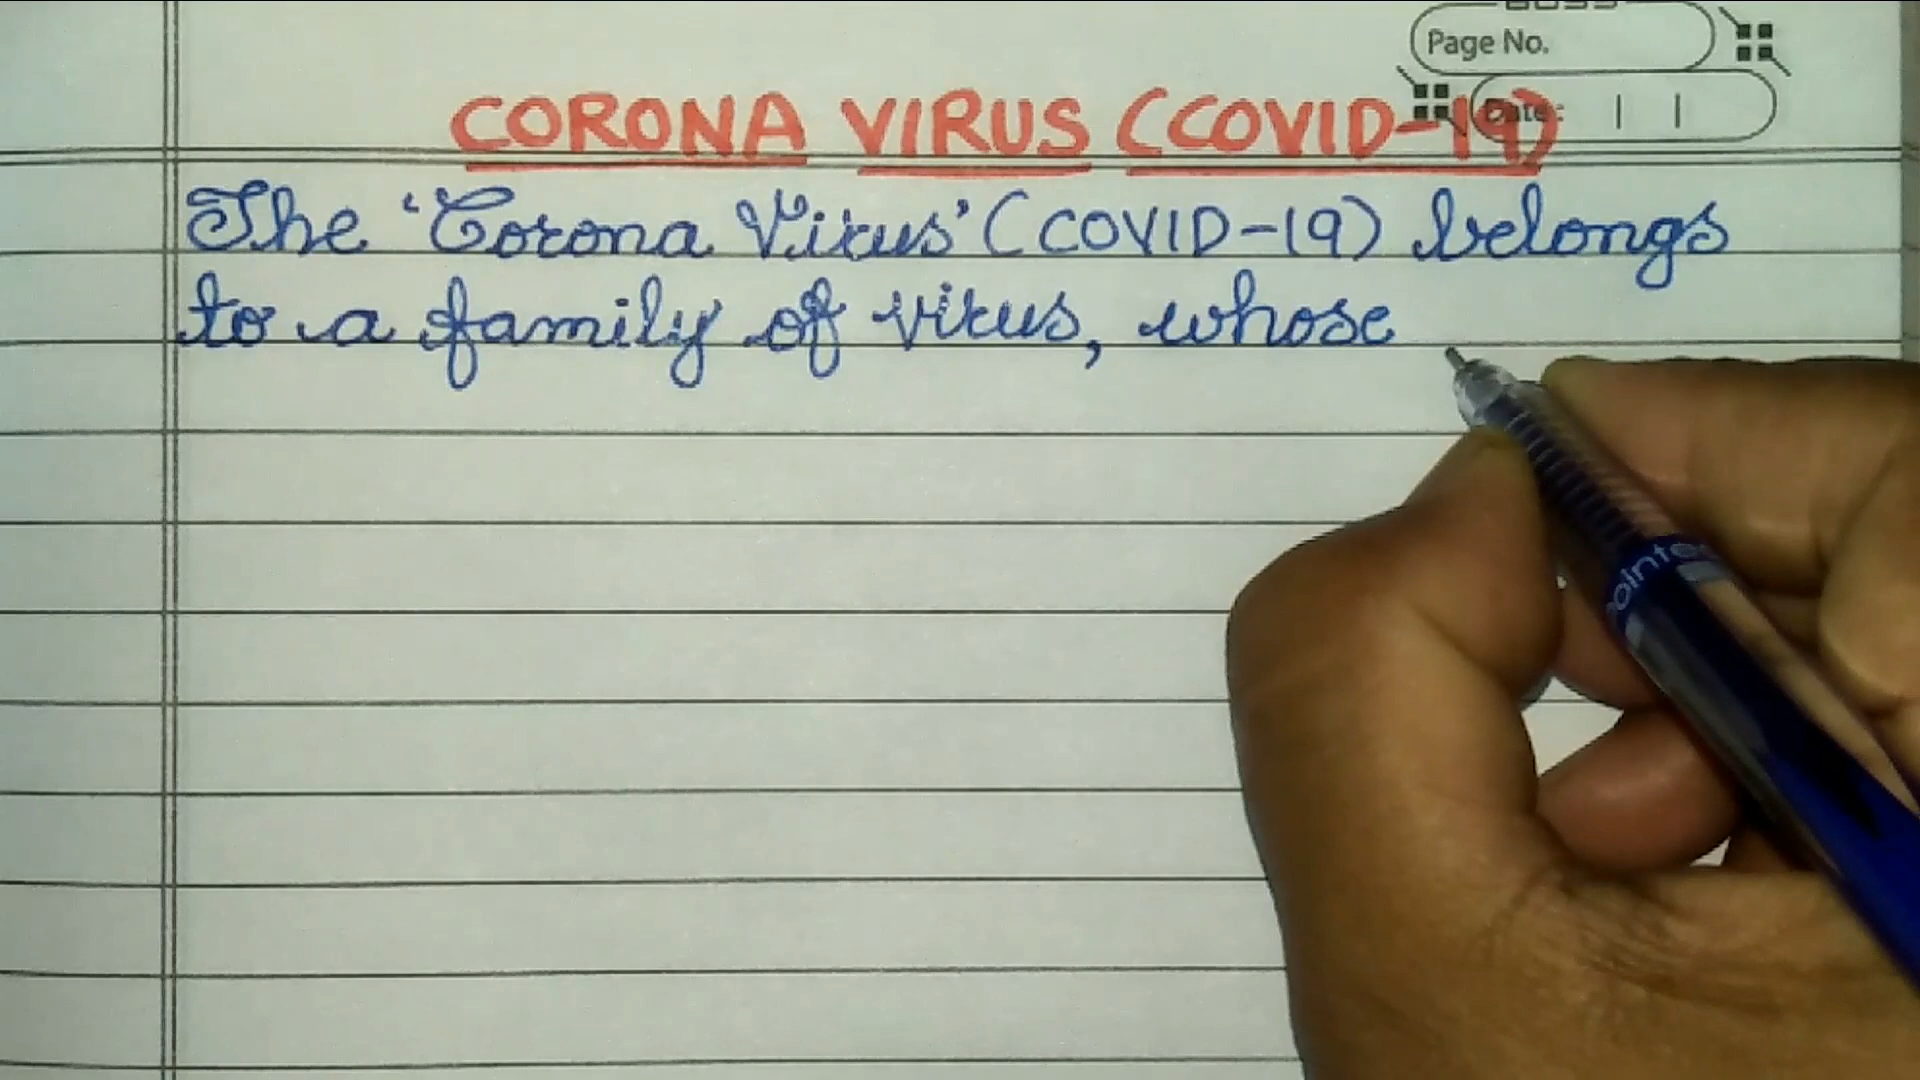 Page No.
CORONA VIRUS (COVID-19)
Date:
The 'Corona Virus' (COVID-19) belongs
to a family of virus, whose